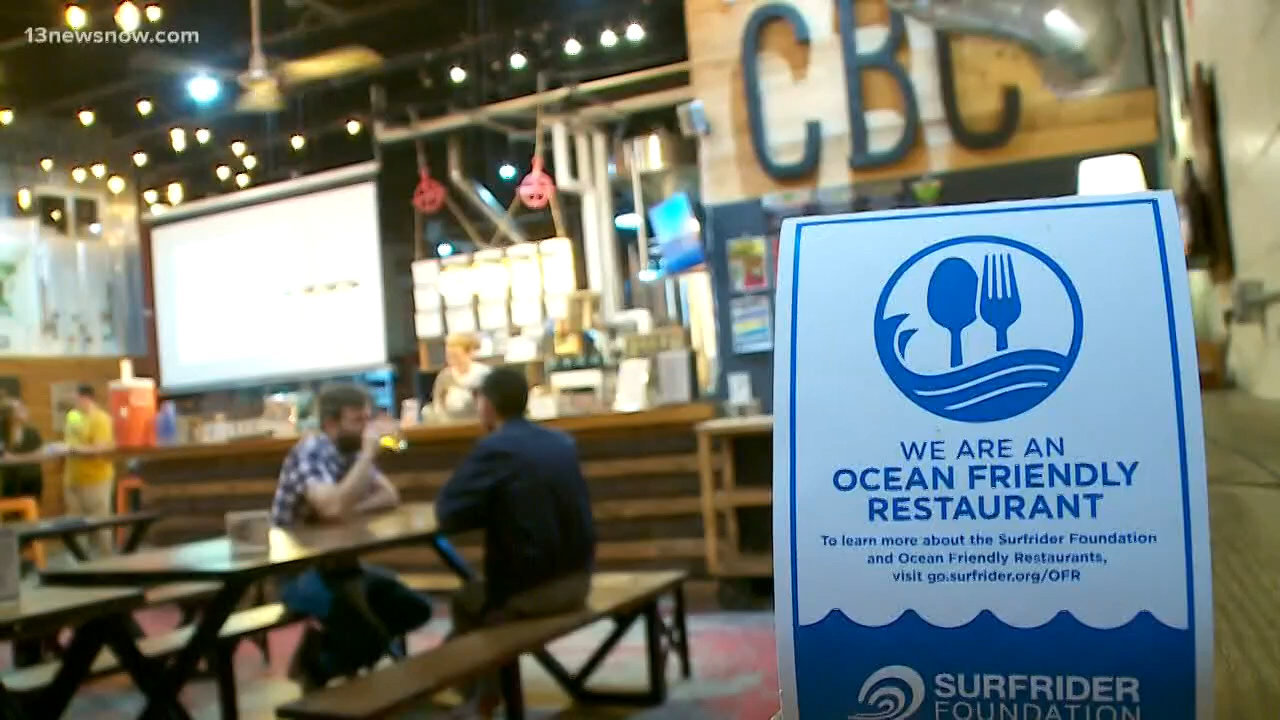 13newsnow.com
CBC
WE ARE AN
OCEAN FRIENDLY
RESTAURANT
To learn more about the Surfrider Foundation
and Ocean Friendly Restaurants,
visit go.surfrider.org/OFR
SURFRIDER
FOUNDATION